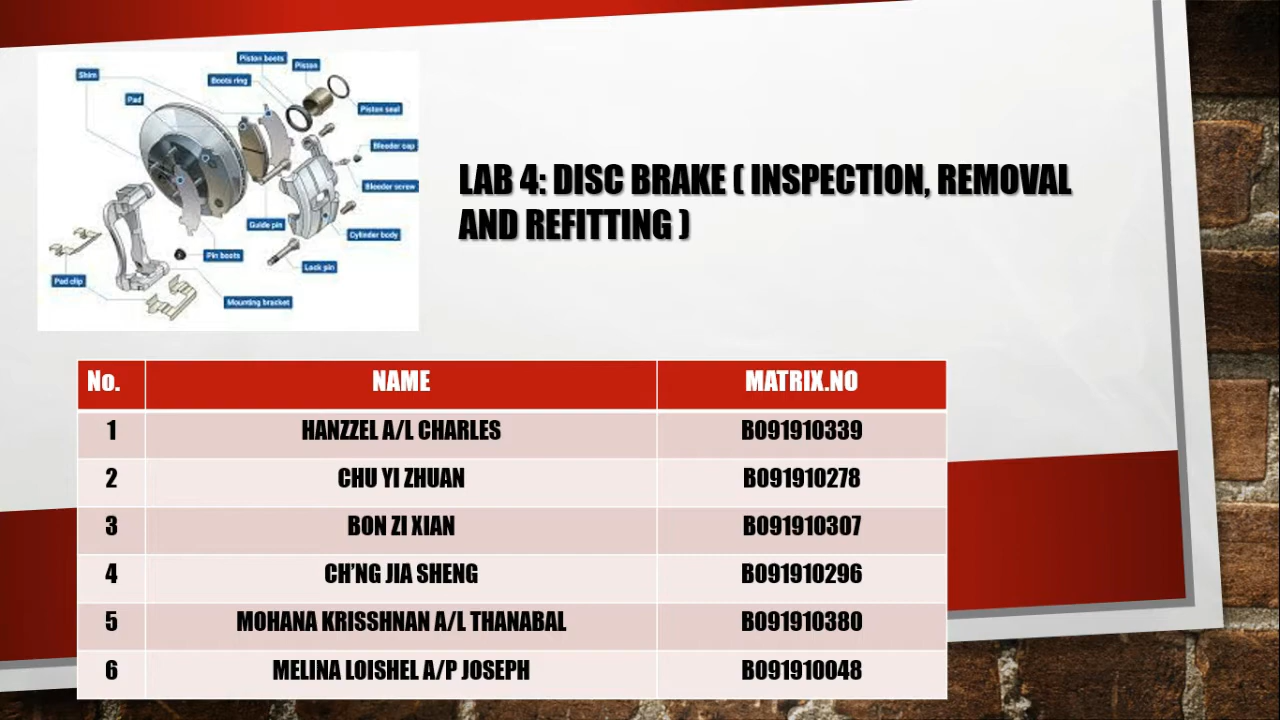 Piston boots
Piston
Shim
Boots ring
Pad
Piston seal
Bleeder cap
Bleeder screw
Guide pin
Cylinder body
Pin boots
Lock pin
Pad clip
Mounting bracket
LAB 4: DISC BRAKE ( INSPECTION, REMOVAL
AND REFITTING )
No. NAME MATRIX.NO
1 HANZZEL A/L CHARLES B091910339
2 CHU YI ZHUAN B091910278
3 BON ZI XIAN B091910307
4 CH’NG JIA SHENG B091910296
5 MOHANA KRISSHNAN A/L THANABAL B091910380
6 MELINA LOISHEL A/P JOSEPH B091910048